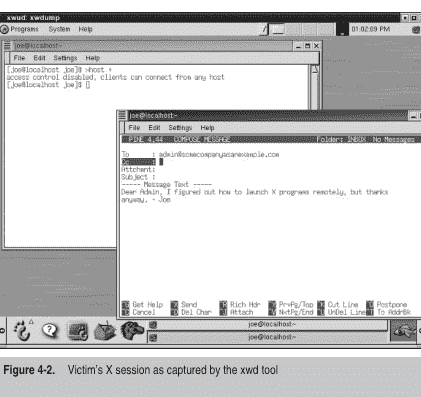 xwud: xwdump
Programs System Help
01:02:09 PM
joe@localhost:~
File Edit Settings Help
[joe@localhost joe]$ xhost +
access control disabled, clients can connect from any host
[joe@localhost joe]$
joe@localhost:~
File Edit Settings Help
PINE 4.44 COMPOSE MESSAGE Folder: INBOX No Messages
To : admin@somecompanyasanexample.com
Cc :
Attchmnt:
Subject :
----- Message Text -----
Dear Admin, I figured out how to launch X programs remotely, but thanks
anyway. - Joe
^G Get Help ^X Send ^R Rich Hdr ^Y PrvPg/Top ^K Cut Line ^O Postpone
^C Cancel ^D Del Char ^J Attach ^V NxtPg/End ^U UnDel Line ^T To AddrBk
joe@localhost:~
joe@localhost:~
Figure 4-2. Victim's X session as captured by the xwd tool